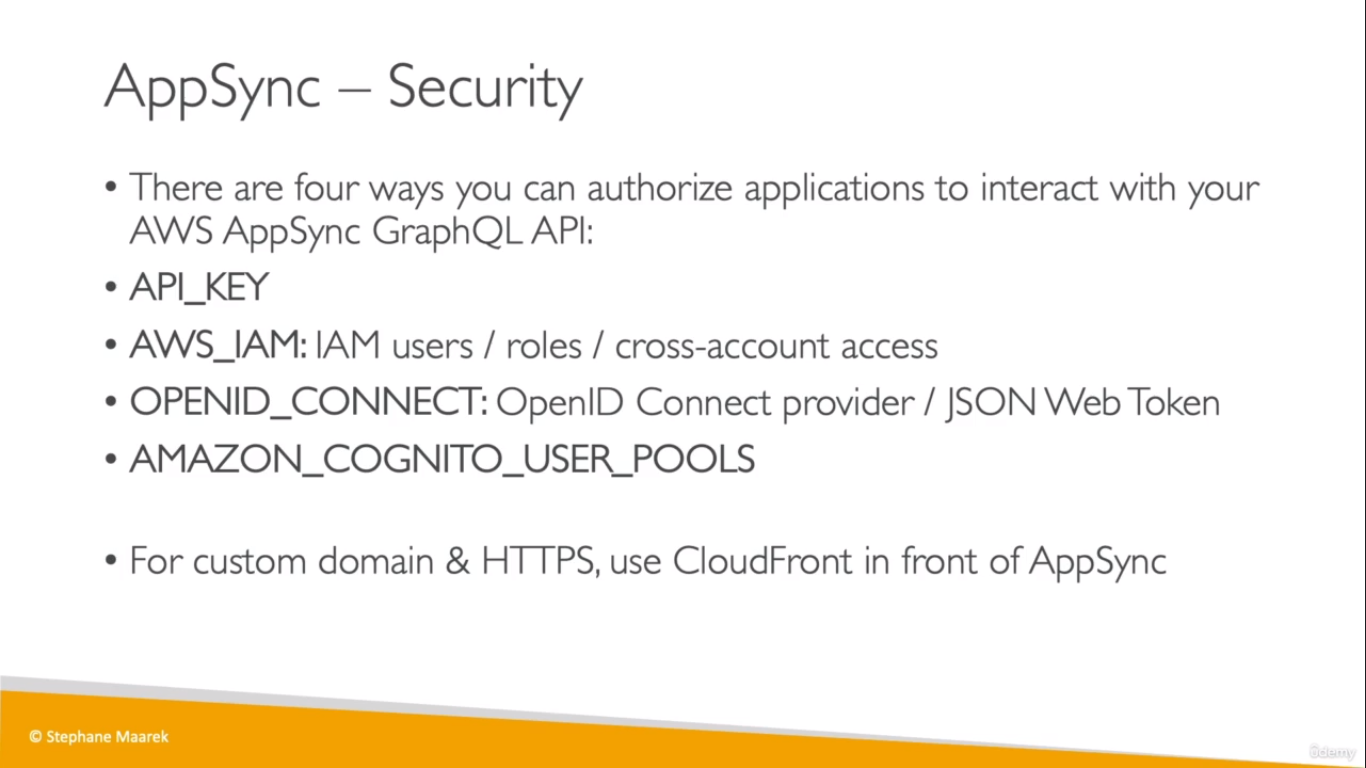 AppSync – Security
• There are four ways you can authorize applications to interact with your
AWS AppSync GraphQL API:
• API_KEY
• AWS_IAM: IAM users / roles / cross-account access
• OPENID_CONNECT: OpenID Connect provider / JSON Web Token
• AMAZON_COGNITO_USER_POOLS
• For custom domain & HTTPS, use CloudFront in front of AppSync
© Stephane Maarek
ûdemy